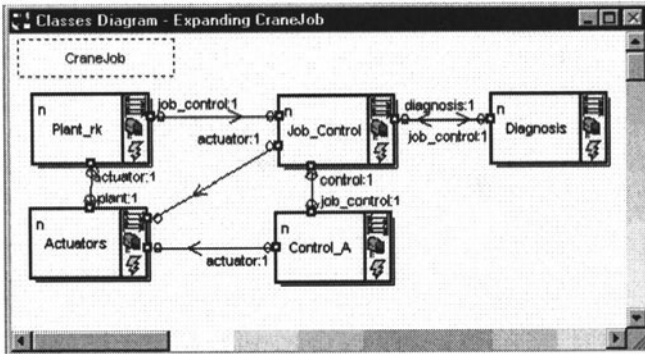 Classes Diagram - Expanding CraneJob
CraneJob
n
Plant_rk
job_control:1
n
Job_Control
actuator:1
diagnosis:1
job_control:1
n
Diagnosis
actuator:1
plant:1
control:1
job_control:1
n
Actuators
actuator:1
n
Control_A